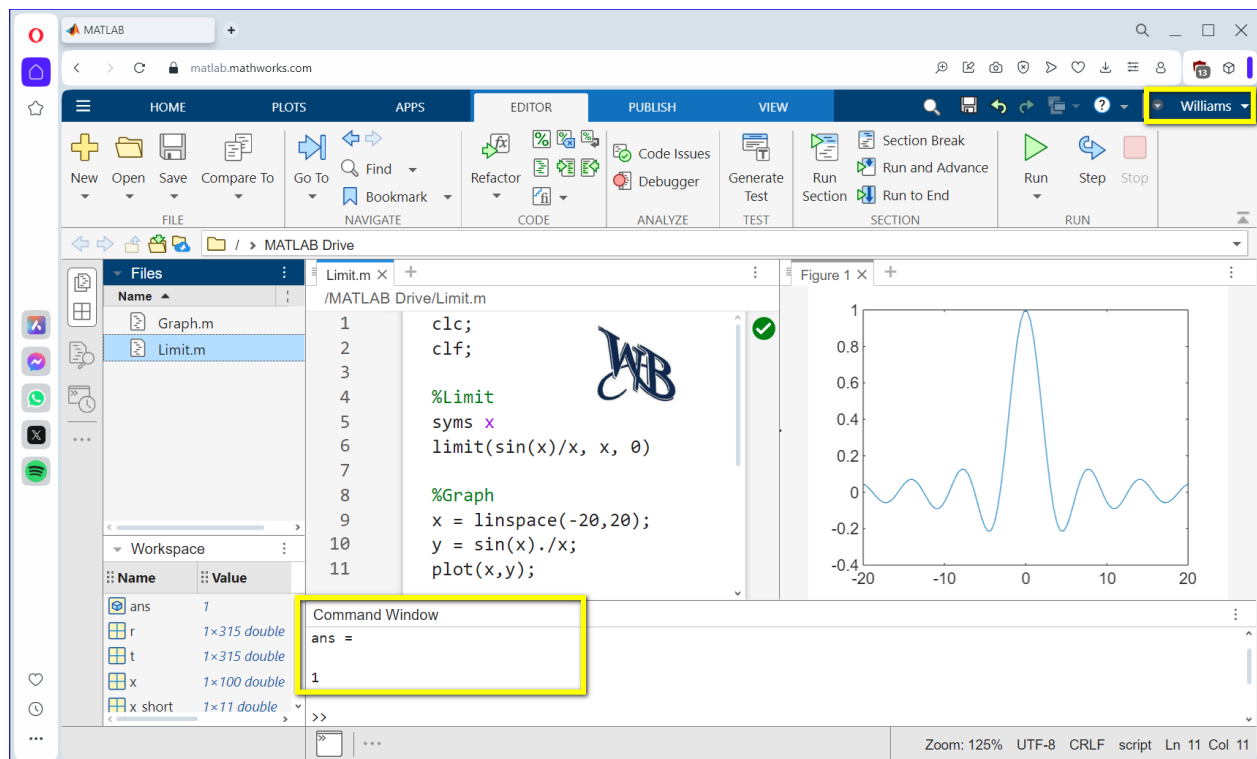 MATLAB
matlab.mathworks.com
13
HOME PLOTS APPS EDITOR PUBLISH VIEW
? Williams
New Open Save Compare To Go To Find Bookmark Refactor Code Issues Debugger Generate Test Run Section Section Break Run and Advance Run to End Run Step Stop
FILE NAVIGATE CODE ANALYZE TEST SECTION RUN
/ › MATLAB Drive
Files
Name
Graph.m
Limit.m
Workspace
Name Value
ans 1
r 1×315 double
t 1×315 double
x 1×100 double
x short 1×11 double
Limit.m
/MATLAB Drive/Limit.m
1 clc;
2 clf;
3
4 %Limit
5 syms x
6 limit(sin(x)/x, x, 0)
7
8 %Graph
9 x = linspace(-20,20);
10 y = sin(x)./x;
11 plot(x,y);
Figure 1
1
0.8
0.6
0.4
0.2
0
-0.2
-0.4
-20 -10 0 10 20
Command Window
ans =
1
>>
Zoom: 125% UTF-8 CRLF script Ln 11 Col 11